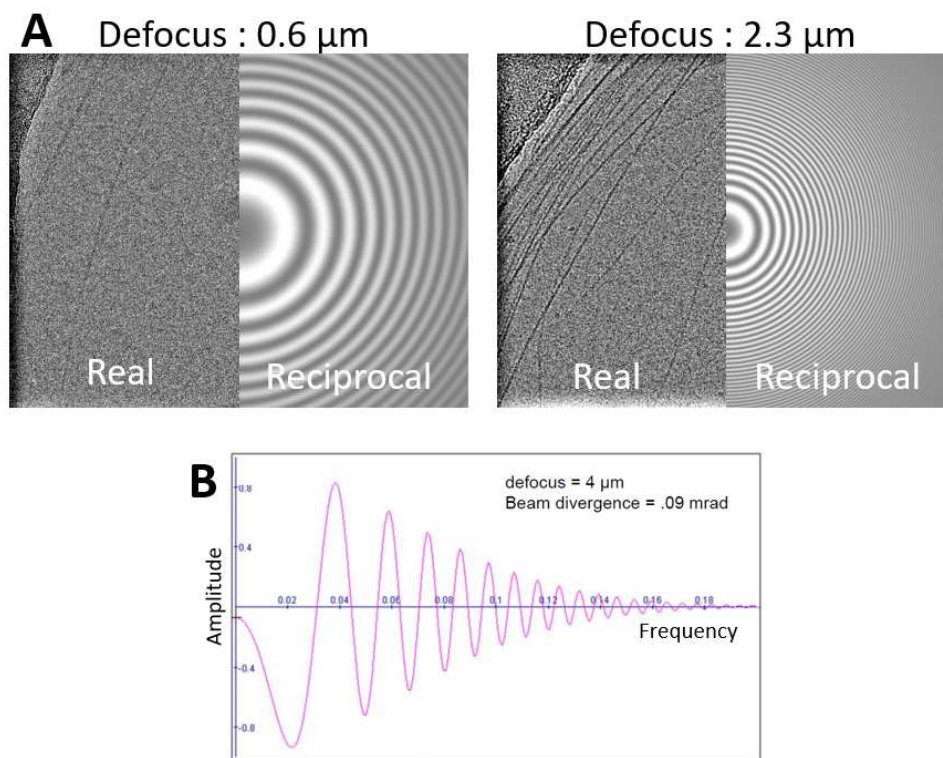 A
Defocus : 0.6 µm
Defocus : 2.3 µm
Real
Reciprocal
Real
Reciprocal
B
defocus = 4 µm
Beam divergence = .09 mrad
Amplitude
0.8
0.4
-0.4
-0.8
0.02
0.04
0.06
0.08
0.1
0.12
0.14
0.16
0.18
Frequency